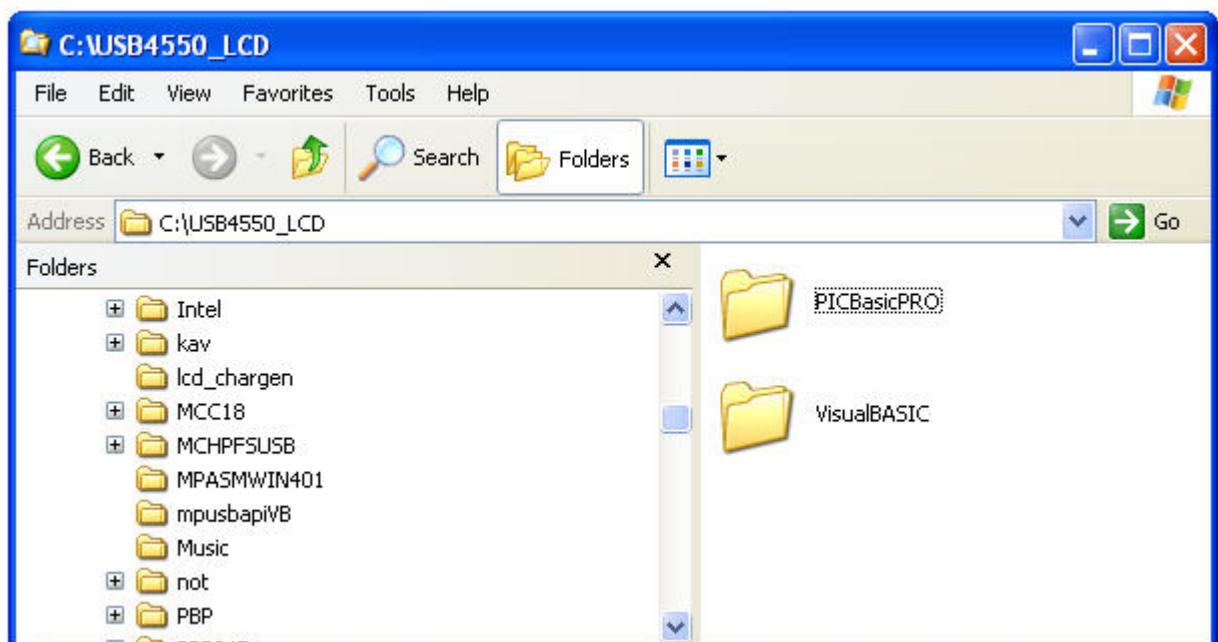 C:\USB4550_LCD
File Edit View Favorites Tools Help
Back Search Folders
Address C:\USB4550_LCD Go
Folders
Intel
kav
lcd_chargen
MCC18
MCHPFSUSB
MPASMWIN401
mpusbapiVB
Music
not
PBP
PICBasicPRO
VisualBASIC